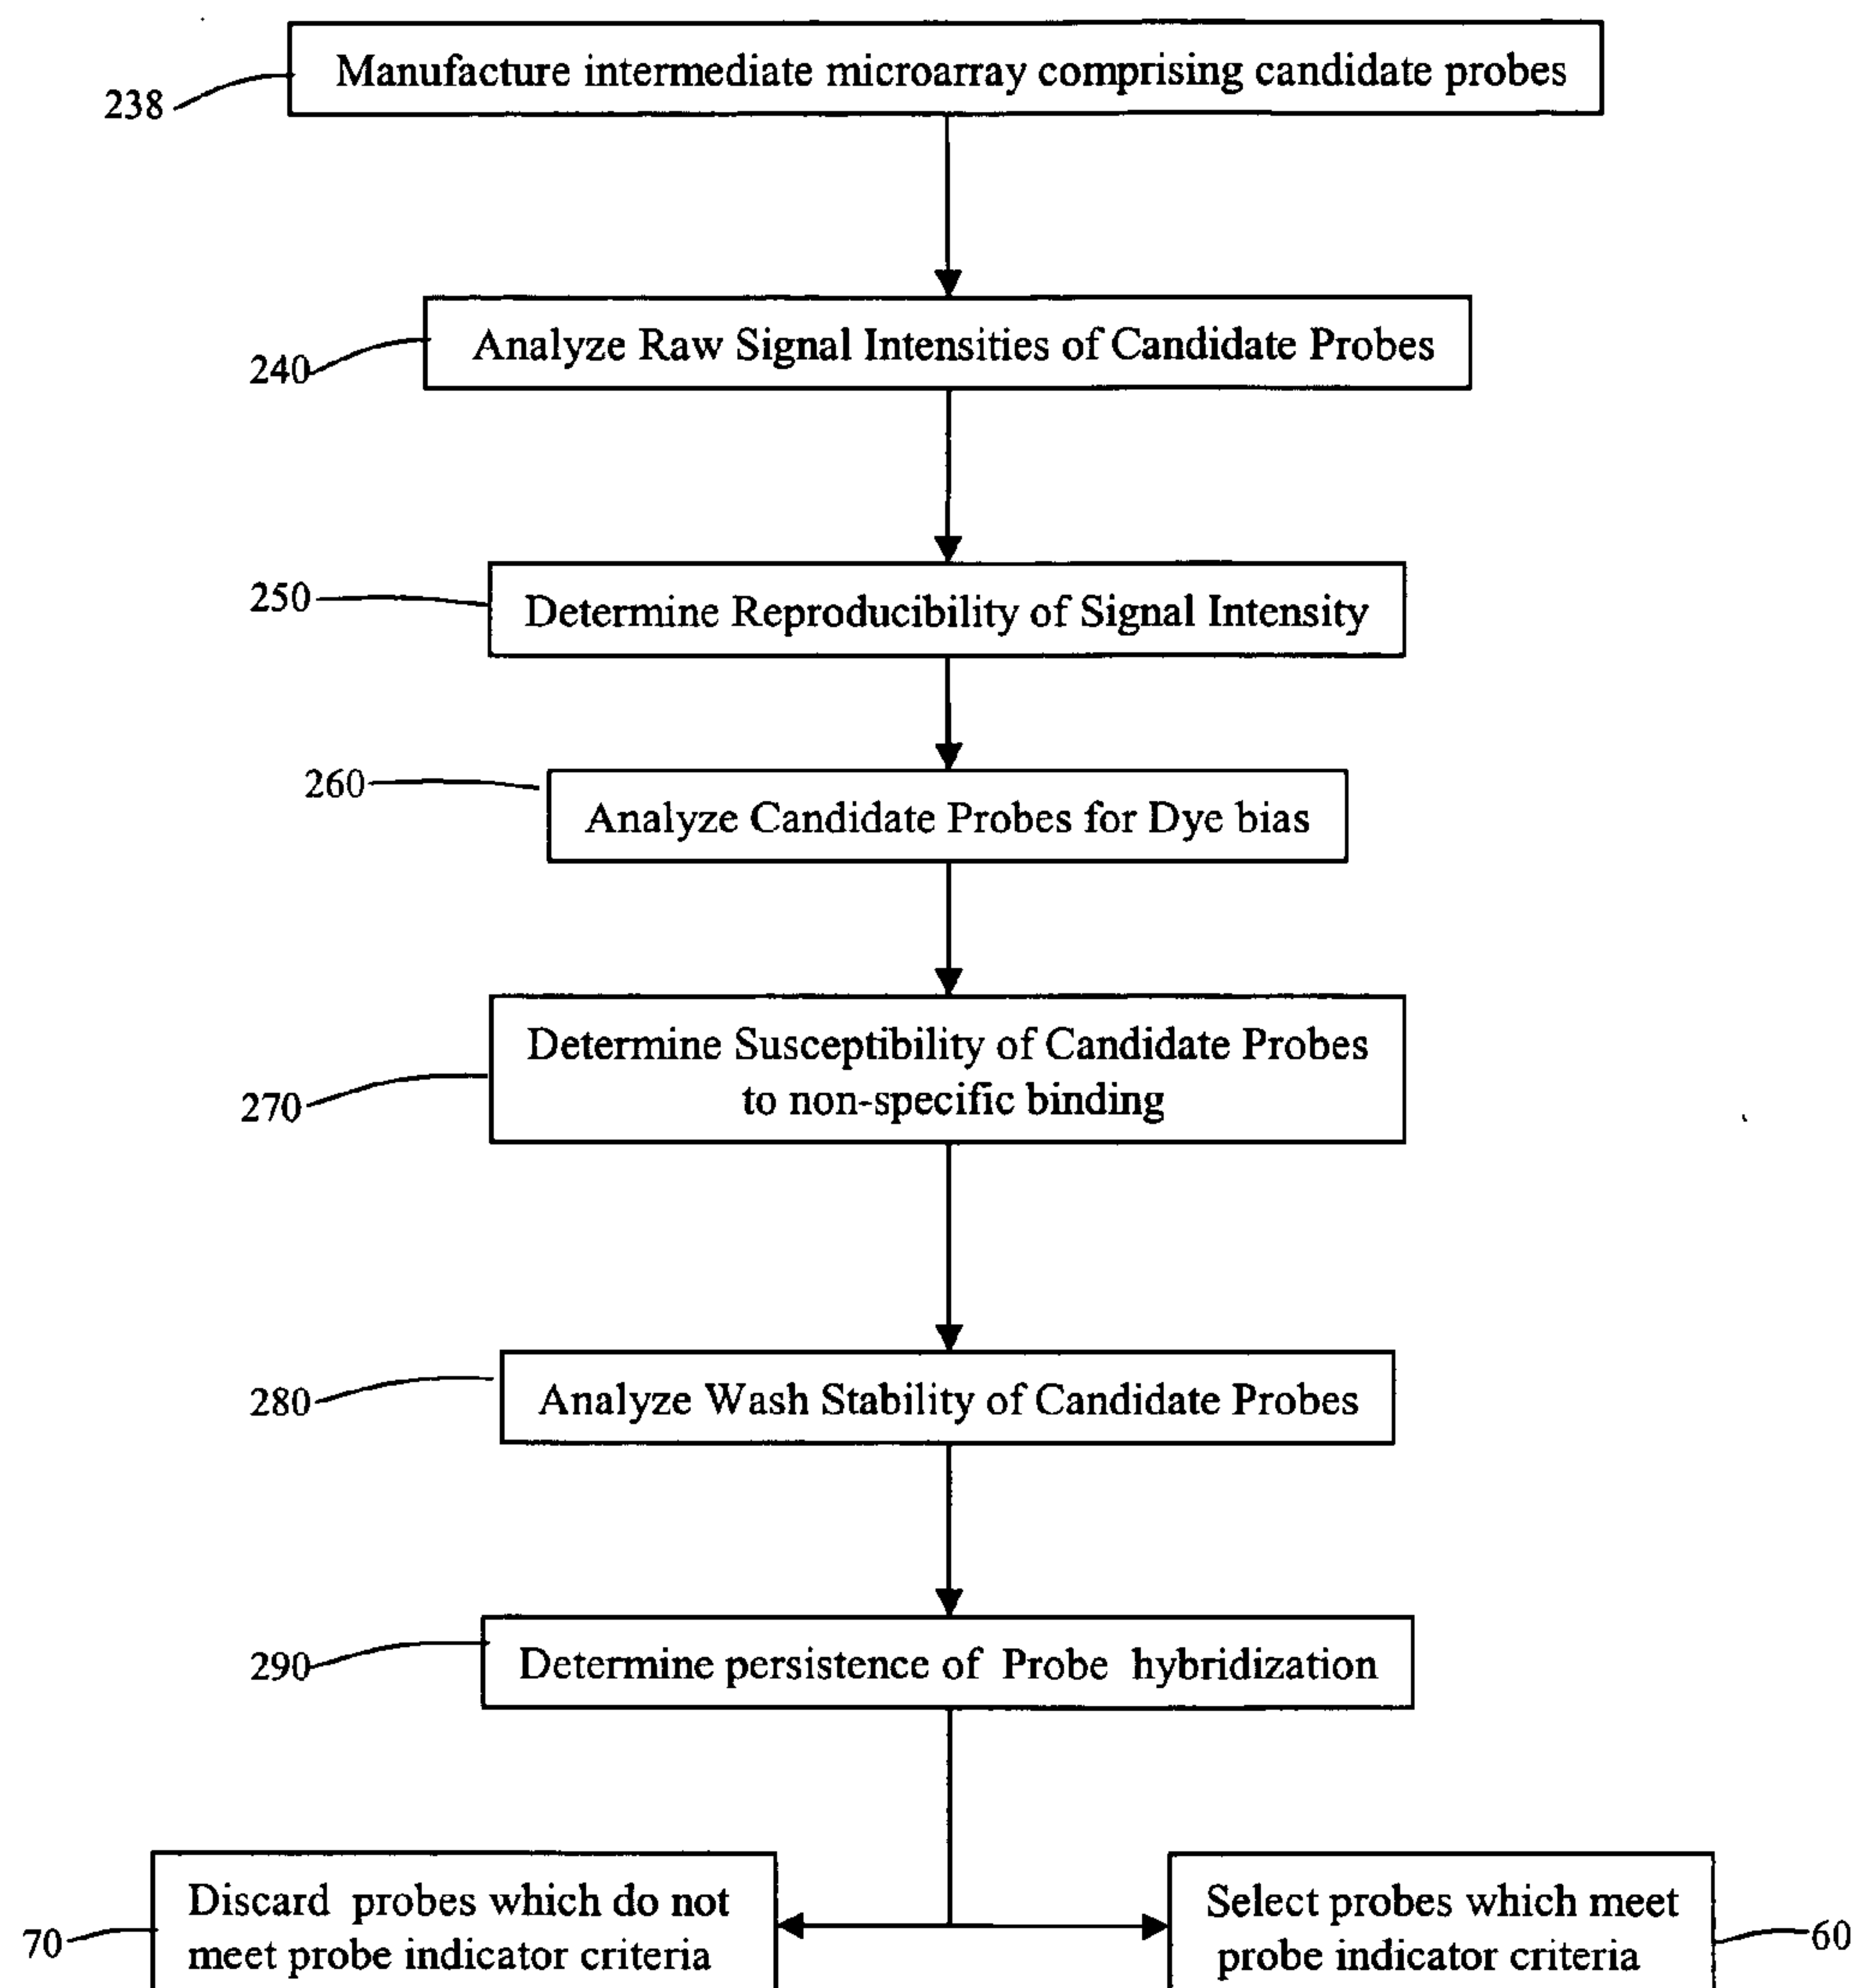 Manufacture intermediate microarray comprising candidate probes
238
Analyze Raw Signal Intensities of Candidate Probes
240
250
Determine Reproducibility of Signal Intensity
260
Analyze Candidate Probes for Dye bias
Determine Susceptibility of Candidate Probes
to non-specific binding
270
280
Analyze Wash Stability of Candidate Probes
290
Determine persistence of Probe hybridization
Discard probes which do not
meet probe indicator criteria
70
Select probes which meet
probe indicator criteria
60